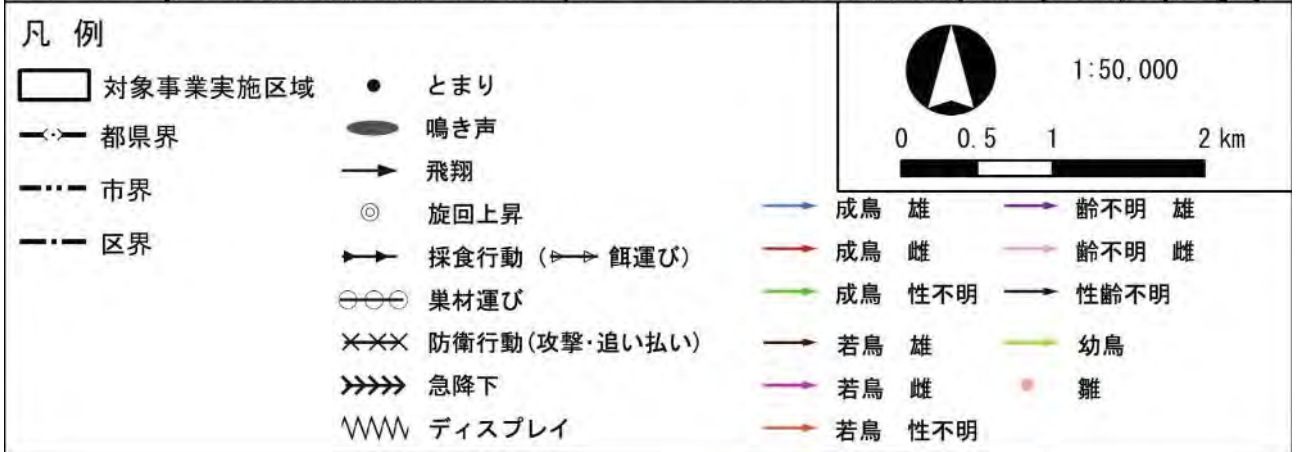 凡 例
対象事業実施区域
都県界
市界
区界
とまり
鳴き声
飛翔
旋回上昇
採食行動 ( 餌運び)
巣材運び
防衛行動(攻撃・追い払い)
急降下
ディスプレイ
1:50,000
0 0.5 1 2 km
成鳥 雄
成鳥 雌
成鳥 性不明
若鳥 雄
若鳥 雌
若鳥 性不明
齢不明 雄
齢不明 雌
性齢不明
幼鳥
雛